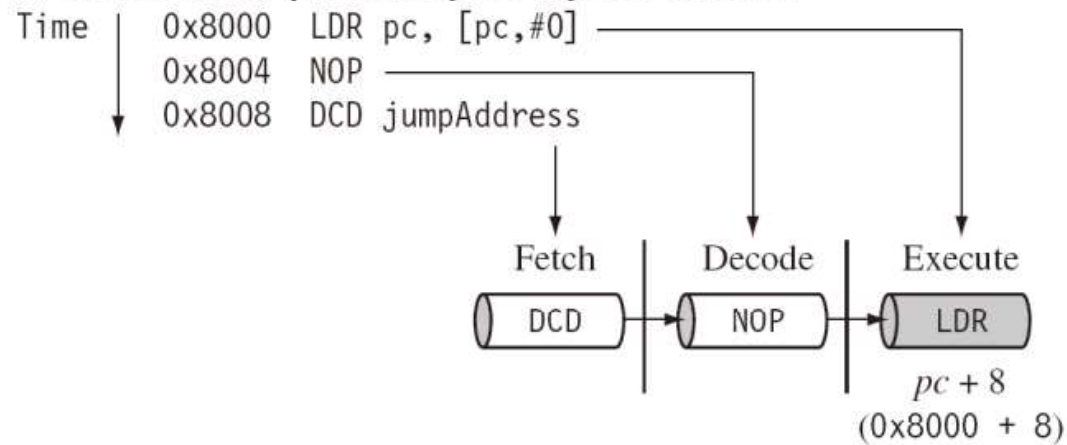 Time 0x8000 LDR pc, [pc,#0]
0x8004 NOP
0x8008 DCD jumpAddress
Fetch Decode Execute
DCD NOP LDR
pc + 8
(0x8000 + 8)